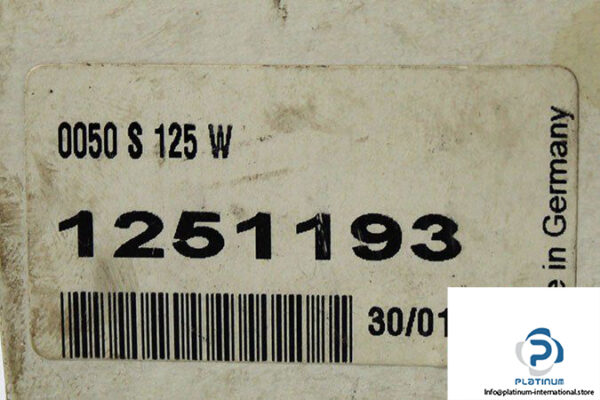 0050 S 125 W
1251193
30/01
in Germany
PLATINUM
Info@platinum-international.store